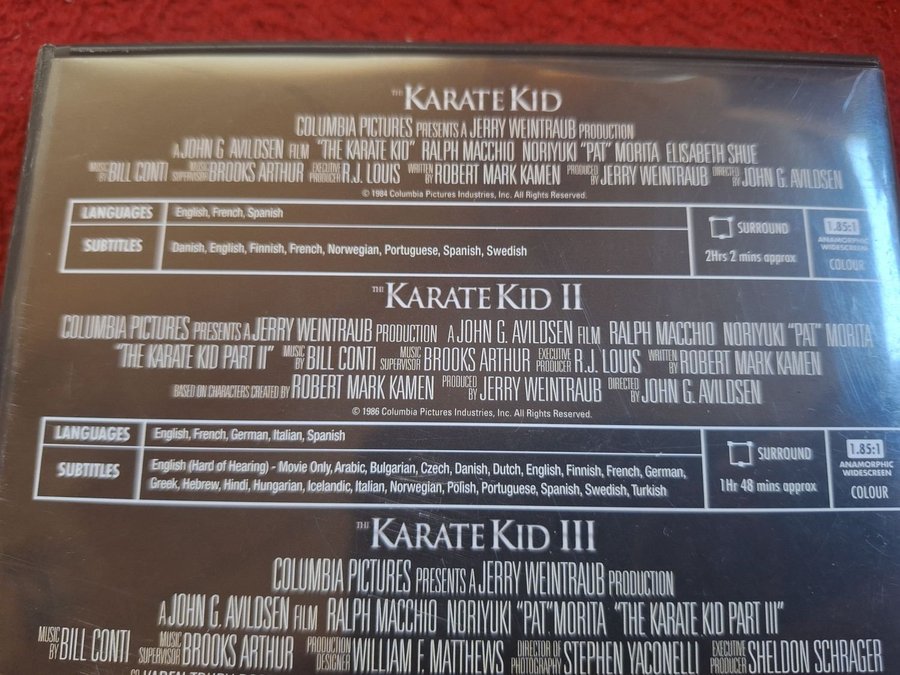 THE KARATE KID
COLUMBIA PICTURES PRESENTS A JERRY WEINTRAUB PRODUCTION
A JOHN G. AVILDSEN FILM "THE KARATE KID" RALPH MACCHIO NORIYUKI "PAT" MORITA ELISABETH SHUE
MUSIC BY BILL CONTI MUSIC SUPERVISOR BROOKS ARTHUR EXECUTIVE PRODUCER R.J. LOUIS WRITTEN BY ROBERT MARK KAMEN PRODUCED BY JERRY WEINTRAUB DIRECTED BY JOHN G. AVILDSEN
© 1984 Columbia Pictures Industries, Inc. All Rights Reserved.
LANGUAGES English, French, Spanish
SUBTITLES Danish, English, Finnish, French, Norwegian, Portuguese, Spanish, Swedish
SURROUND
2Hrs 2 mins approx
1.85:1
ANAMORPHIC
WIDESCREEN
COLOUR
THE KARATE KID II
COLUMBIA PICTURES PRESENTS A JERRY WEINTRAUB PRODUCTION A JOHN G. AVILDSEN FILM RALPH MACCHIO NORIYUKI "PAT" MORITA
"THE KARATE KID PART II" MUSIC BY BILL CONTI MUSIC SUPERVISOR BROOKS ARTHUR EXECUTIVE PRODUCER R.J. LOUIS WRITTEN BY ROBERT MARK KAMEN
BASED ON CHARACTERS CREATED BY ROBERT MARK KAMEN PRODUCED BY JERRY WEINTRAUB DIRECTED BY JOHN G. AVILDSEN
© 1986 Columbia Pictures Industries, Inc. All Rights Reserved.
LANGUAGES English, French, German, Italian, Spanish
SUBTITLES English (Hard of Hearing) - Movie Only, Arabic, Bulgarian, Czech, Danish, Dutch, English, Finnish, French, German,
Greek, Hebrew, Hindi, Hungarian, Icelandic, Italian, Norwegian, Polish, Portuguese, Spanish, Swedish, Turkish
SURROUND
1Hr 48 mins approx
1.85:1
ANAMORPHIC
WIDESCREEN
COLOUR
THE KARATE KID III
COLUMBIA PICTURES PRESENTS A JERRY WEINTRAUB PRODUCTION
A JOHN G. AVILDSEN FILM RALPH MACCHIO NORIYUKI "PAT" MORITA "THE KARATE KID PART III"
MUSIC BY BILL CONTI MUSIC SUPERVISOR BROOKS ARTHUR PRODUCTION DESIGNER WILLIAM F. MATTHEWS DIRECTOR OF PHOTOGRAPHY STEPHEN YACONELLI EXECUTIVE PRODUCER SHELDON SCHRAGER